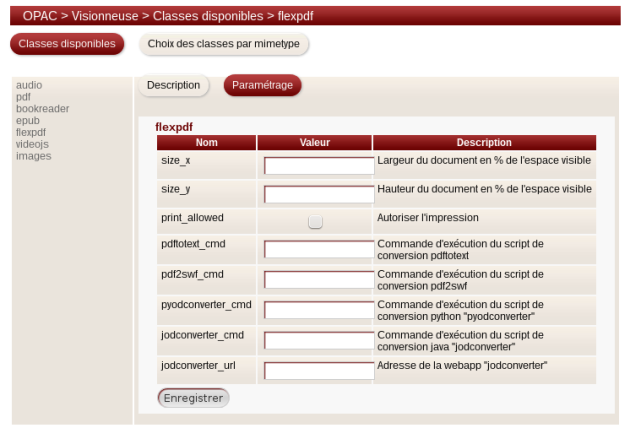 OPAC > Visionneuse > Classes disponibles > flexpdf
Classes disponibles
Choix des classes par mimetype
audio
pdf
bookreader
epub
flexpdf
videojs
images
Description
Paramétrage
flexpdf
Nom Valeur Description
size_x Largeur du document en % de l'espace visible
size_y Hauteur du document en % de l'espace visible
print_allowed Autoriser l'impression
pdftotext_cmd Commande d'exécution du script de
conversion pdftotext
pdf2swf_cmd Commande d'exécution du script de
conversion pdf2swf
pyodconverter_cmd Commande d'exécution du script de
conversion python "pyodconverter"
jodconverter_cmd Commande d'exécution du script de
conversion java "jodconverter"
jodconverter_url Adresse de la webapp "jodconverter"
Enregistrer